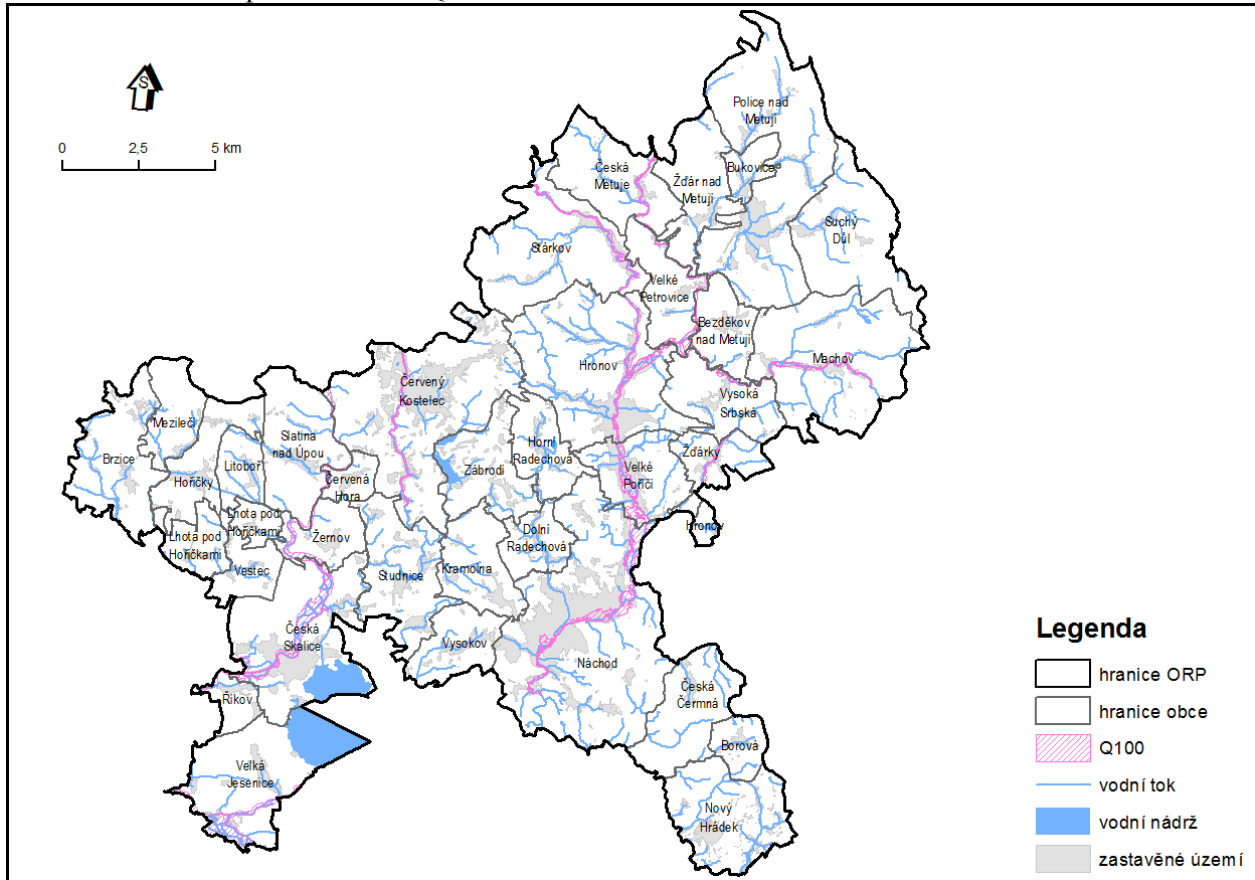 S
0 2,5 5 km
Police nad
Metují
Bukovice
Česká
Metuje
Žďár nad
Metují
Suchý
Důl
Stárkov
Velké
Petrovice
Bezděkov
nad Metují
Hronov
Machov
Červený
Kostelec
Vysoká
Srbská
Meziležčí
Slatina
nad Úpou
Horní
Radechová
Brzice
Litoboř
Zábrodí
Velké
Poříčí
Žďárky
Hořičky
Červená
Hora
Lhota pod
Hořičkami
Hronov
Lhota pod
Hořičkami
Žernov
Dolní
Radechová
Vestec
Studnice
Kramolna
Česká
Skalice
Vysokov
Náchod
Česká
Čermná
Říkov
Borová
Velká
Jesenice
Nový
Hrádek
Legenda
hranice ORP
hranice obce
Q100
vodní tok
vodní nádrž
zastavěné území